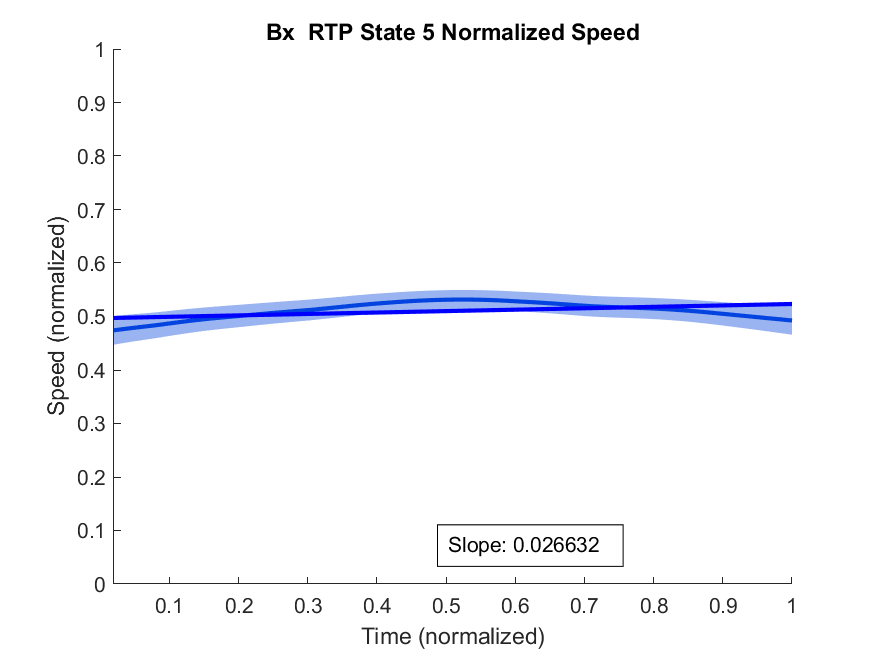 Bx  RTP State 5 Normalized Speed
1
0.9
0.8
0.7
0.6
0.5
0.4
0.3
0.2
0.1
0
Speed (normalized)
Slope: 0.026632
0.1 0.2 0.3 0.4 0.5 0.6 0.7 0.8 0.9 1
Time (normalized)